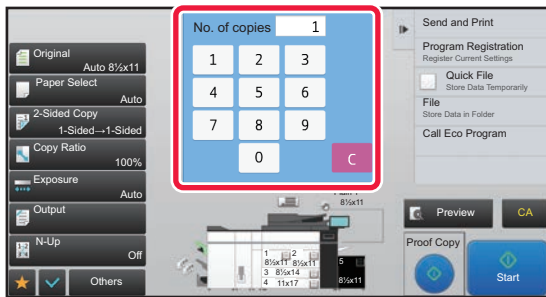 Original
Auto 8½x11
Paper Select
Auto
2-Sided Copy
1-Sided→1-Sided
Copy Ratio
100%
Exposure
Auto
Output
N-Up
Off
Others
No. of copies 1
1 2 3
4 5 6
7 8 9
0 C
8½x11
1 2
8½x11 8½x11
3 8½x14
4 11x17
5
8½x11
Send and Print
Program Registration
Register Current Settings
Quick File
Store Data Temporarily
File
Store Data in Folder
Call Eco Program
Preview
CA
Proof Copy
Start